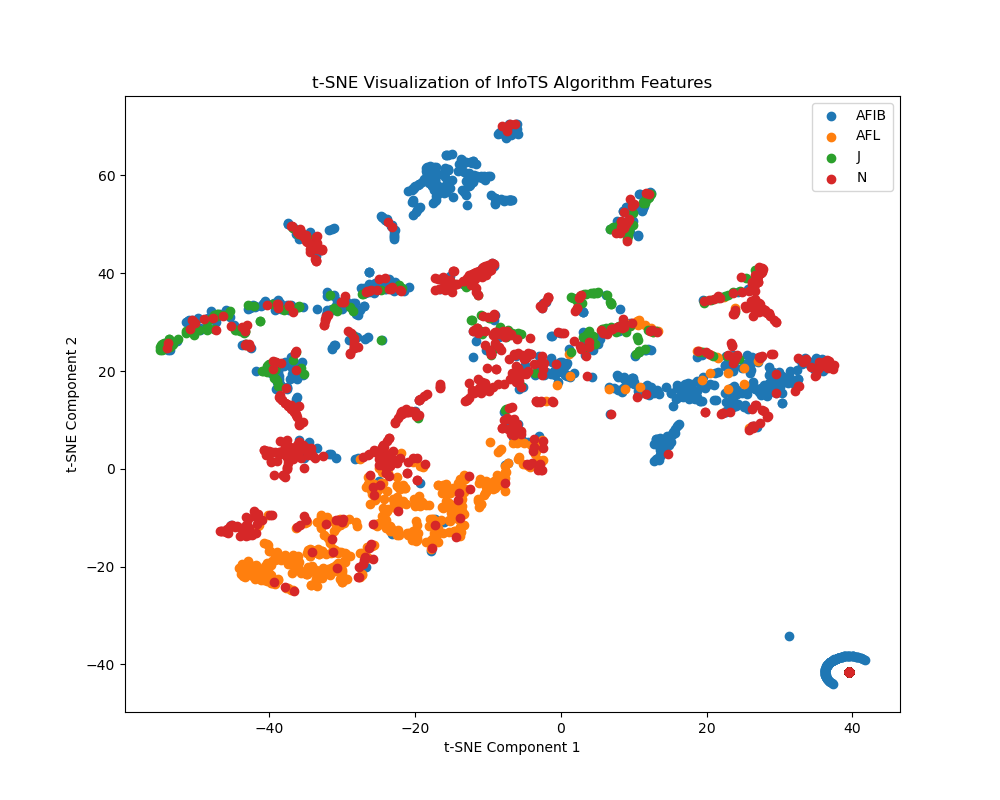 t-SNE Visualization of InfoTS Algorithm Features
AFIB
AFL
J
N
60
40
20
0
−20
−40
t-SNE Component 2
−40
−20
0
20
40
t-SNE Component 1